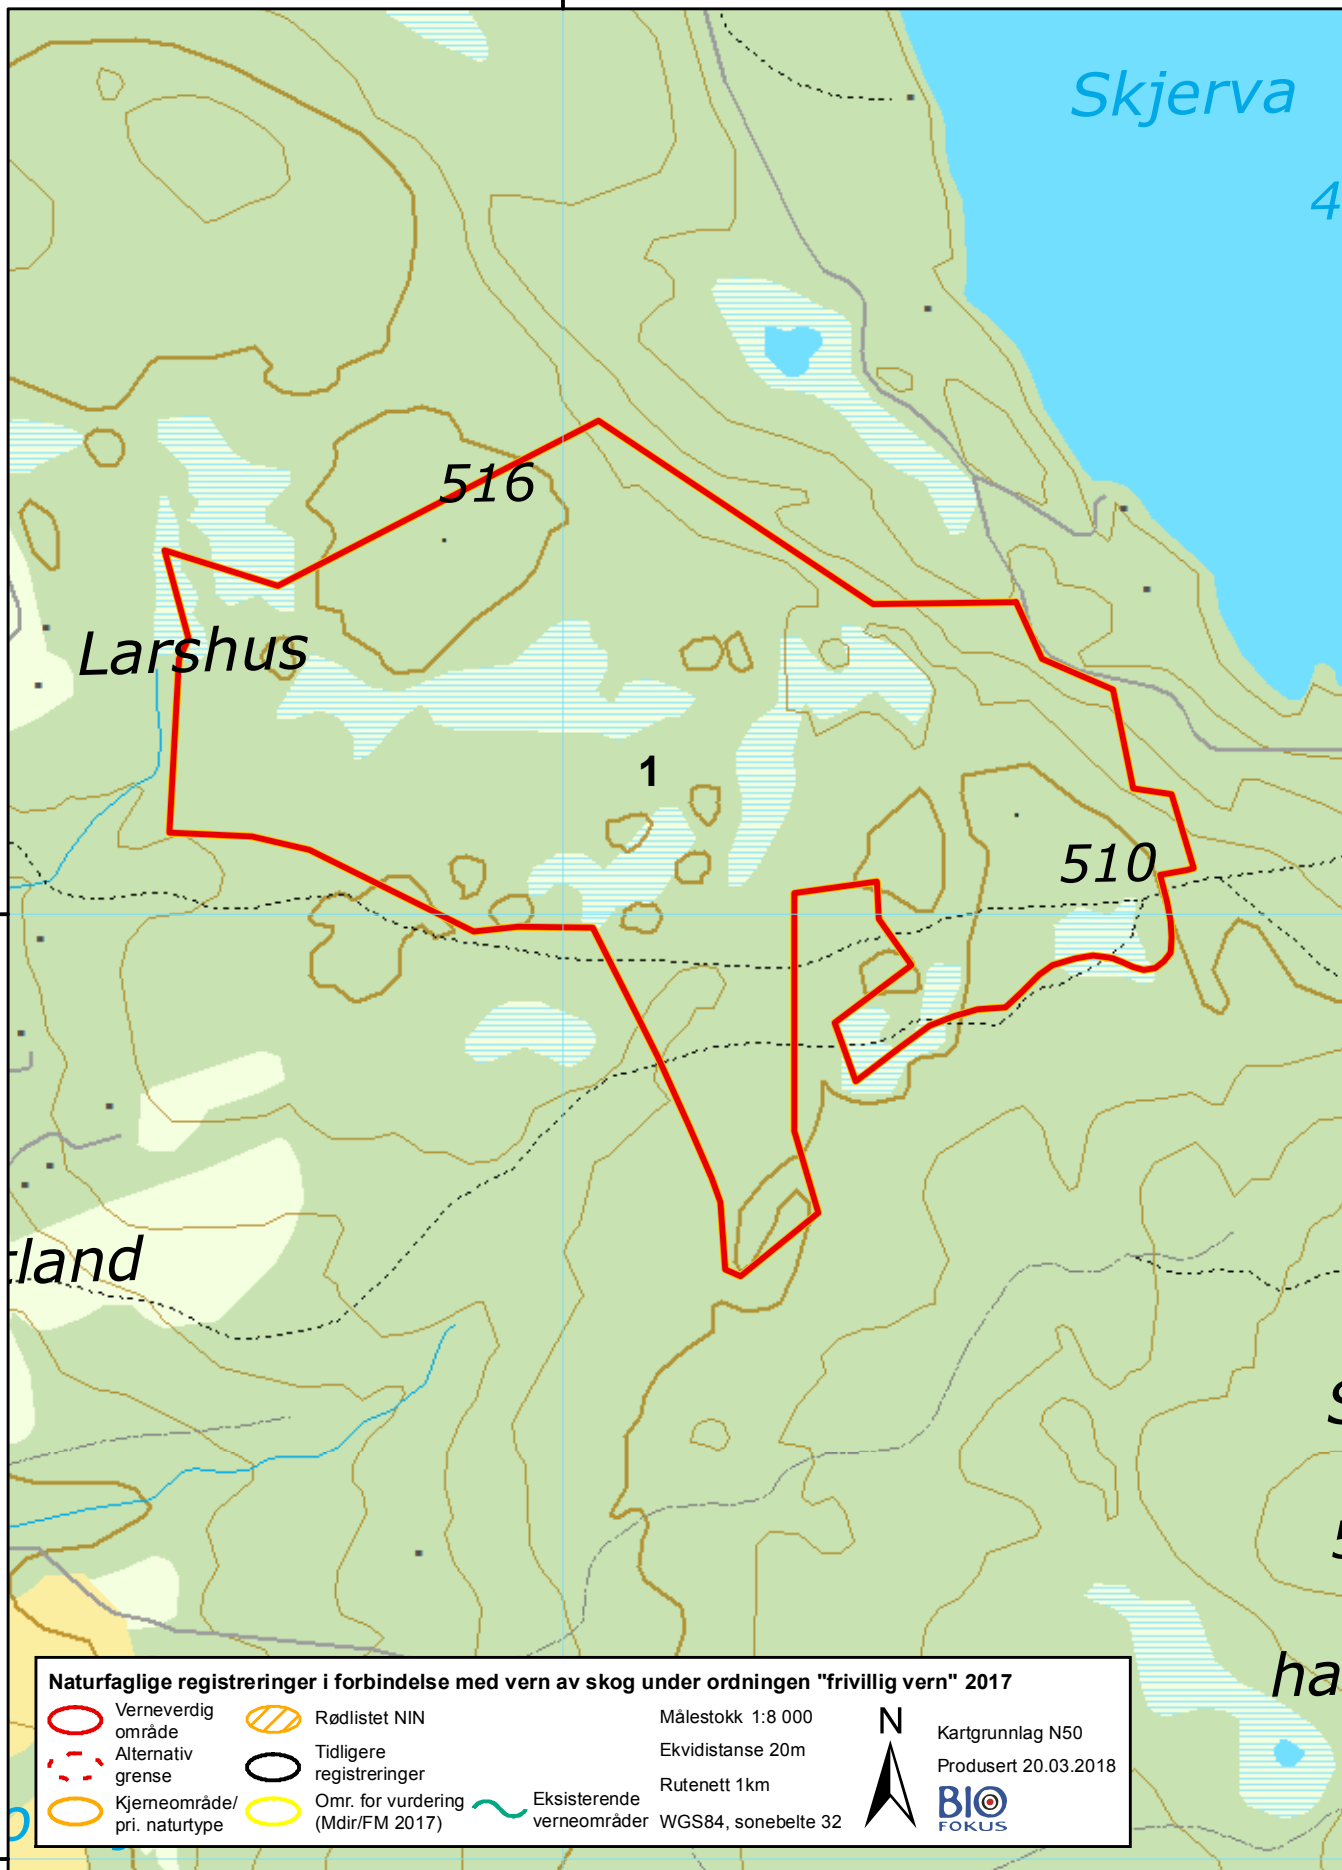 Skjerva
4
516
Larshus
1
510
tland
S
5
ha
Naturfaglige registreringer i forbindelse med vern av skog under ordningen "frivillig vern" 2017
Verneverdig
område
Alternativ
grense
Kjerneområde/
pri. naturtype
Rødlistet NIN
Tidligere
registreringer
Omr. for vurdering
(Mdir/FM 2017)
Eksisterende
verneområder
Målestokk 1:8 000
Ekvidistanse 20m
Rutenett 1km
WGS84, sonebelte 32
N
Kartgrunnlag N50
Produsert 20.03.2018
BIO
FOKUS